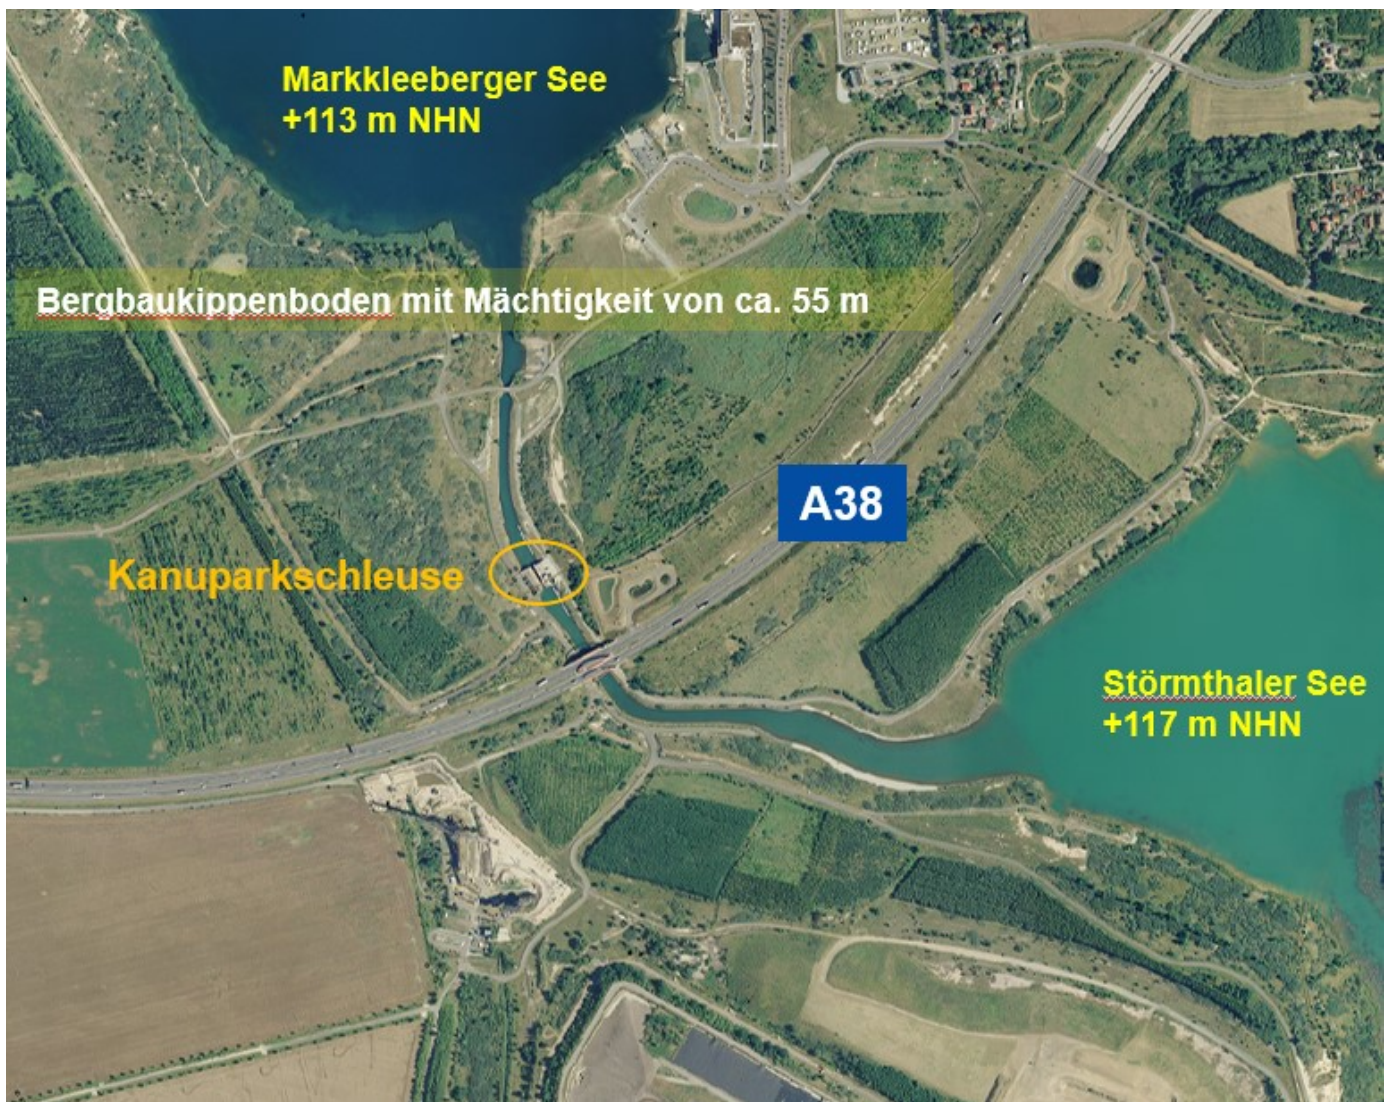 Markkleeberger See
+113 m NHN
Bergbaukippenboden mit Mächtigkeit von ca. 55 m
A38
Kanuparkschleuse
Störmthaler See
+117 m NHN